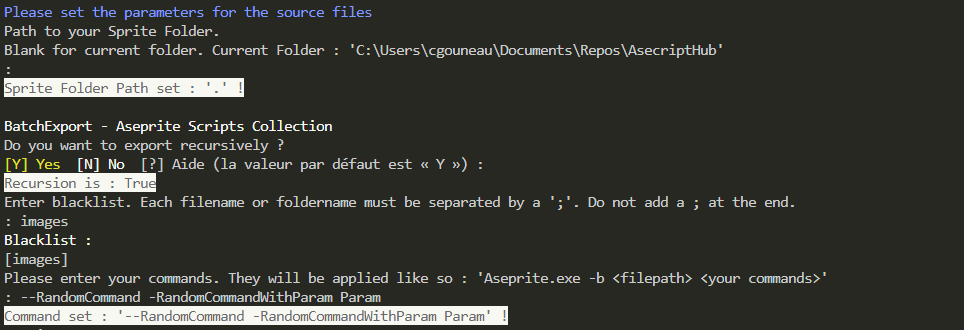 Please set the parameters for the source files
Path to your Sprite Folder.
Blank for current folder. Current Folder : 'C:\Users\cgouneau\Documents\Repos\AsecriptHub'
:
Sprite Folder Path set : '.' !
BatchExport - Aseprite Scripts Collection
Do you want to export recursively ?
[Y] Yes  [N] No  [?] Aide (la valeur par défaut est « Y ») :
Recursion is : True
Enter blacklist. Each filename or foldername must be separated by a ';'. Do not add a ; at the end.
: images
Blacklist :
[images]
Please enter your commands. They will be applied like so : 'Aseprite.exe -b <filepath> <your commands>'
: --RandomCommand -RandomCommandWithParam Param
Command set : '--RandomCommand -RandomCommandWithParam Param' !